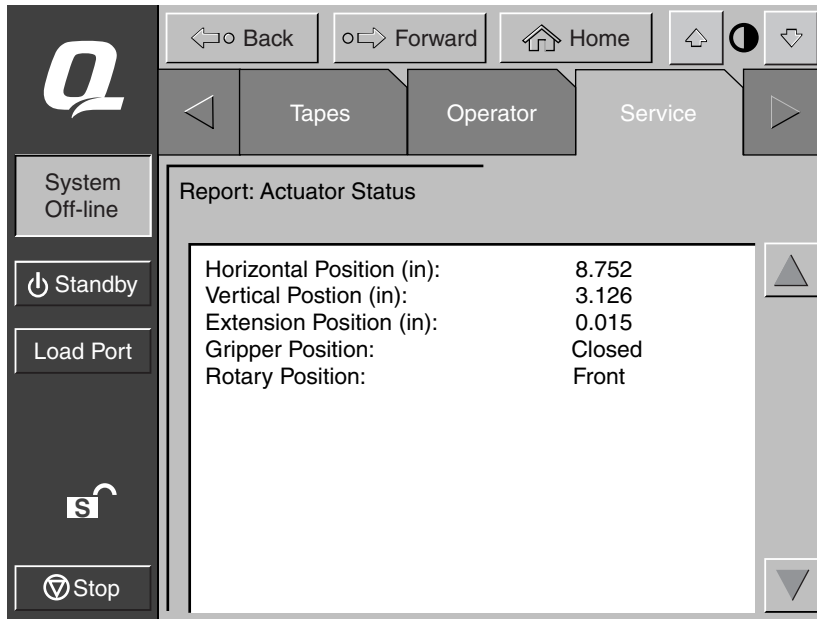 Q
Back Forward Home
Tapes Operator Service
System
Off-line
Standby
Load Port
S
Stop
Report: Actuator Status
Horizontal Position (in): 8.752
Vertical Postion (in): 3.126
Extension Position (in): 0.015
Gripper Position: Closed
Rotary Position: Front